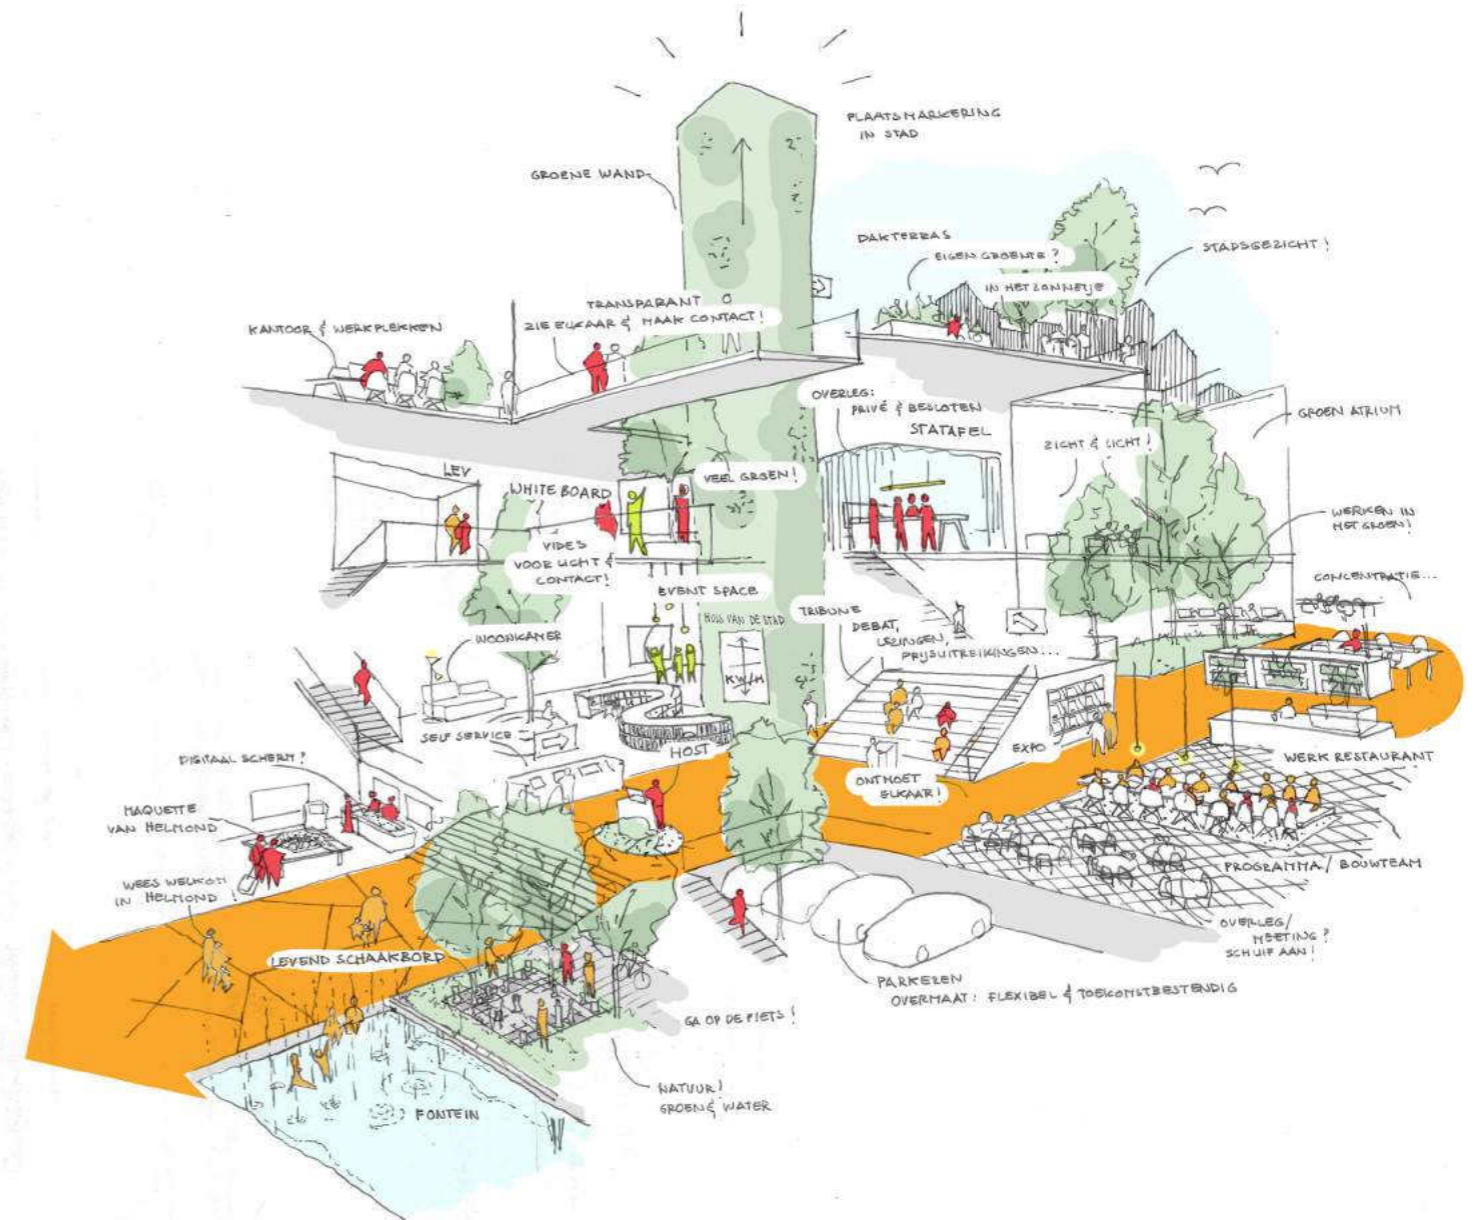 PLAATSMARKERING
IN STAD
GROENE WAND
DAKTERRAS
EIGEN GROENTE?
IN HET ZONNETJE
STADSGEZICHT!
TRANSPARANT
ZIE ELKAAR & MAAK CONTACT!
KANTOOR & WERKPLEKKEN
OVERLEG:
PRIVÉ & BESLOTEN
STATAFEL
GROEN ATRIUM
ZICHT & LICHT!
LEV
WHITE BOARD
VEEL GROEN!
WERKEN IN
HET GROEN!
VIDES
VOOR LICHT &
CONTACT!
CONCENTRATIE...
EVENT SPACE
HUIS VAN DE STAD
KW/H
TRIBUNE
DEBAT,
LEZINGEN,
PRIJSUITREIKINGEN...
WOONKAMER
SELF SERVICE
HOST
EXPO
DIGITAAL SCHERM?
WERK RESTAURANT
ONTMOET
ELKAAR!
MAQUETTE
VAN HELMOND
PROGRAMMA/BOUWTEAM
WEES WELKOM
IN HELMOND!
OVERLEG/
MEETING?
SCHUIF AAN!
LEVEND SCHAAKBORD
PARKEREN
OVERMAAT: FLEXIBEL & TOEKOMSTBESTENDIG
GA OP DE FIETS!
NATUUR!
GROEN & WATER
FONTEIN